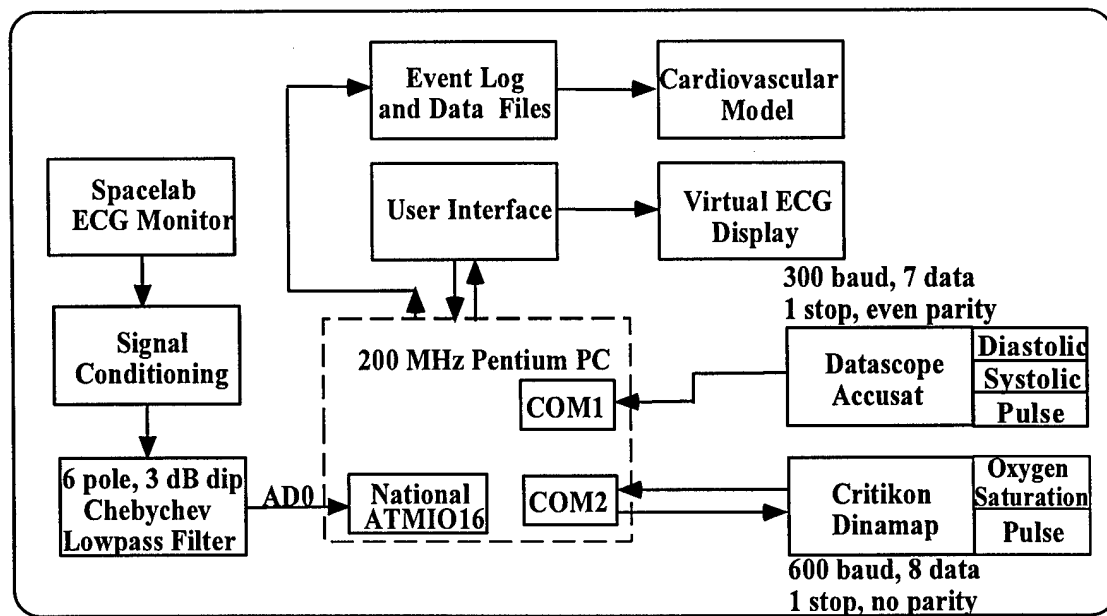 Event Log
and Data Files
Cardiovascular
Model
Spacelab
ECG Monitor
User Interface
Virtual ECG
Display
300 baud, 7 data
1 stop, even parity
Signal
Conditioning
200 MHz Pentium PC
COM1
Datascope
Accusat
Diastolic
Systolic
Pulse
6 pole, 3 dB dip
Chebychev
Lowpass Filter
AD0
National
ATMIO16
COM2
Critikon
Dinamap
Oxygen
Saturation
Pulse
600 baud, 8 data
1 stop, no parity